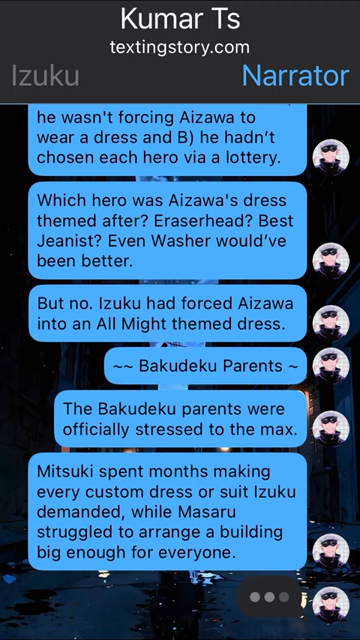 Kumar Ts
textingstory.com
Izuku
Narrator
he wasn't forcing Aizawa to
wear a dress and B) he hadn’t
chosen each hero via a lottery.
Which hero was Aizawa's dress
themed after? Eraserhead? Best
Jeanist? Even Washer would’ve
been better.
But no. Izuku had forced Aizawa
into an All Might themed dress.
~~ Bakudeku Parents ~
The Bakudeku parents were
officially stressed to the max.
Mitsuki spent months making
every custom dress or suit Izuku
demanded, while Masaru
struggled to arrange a building
big enough for everyone.